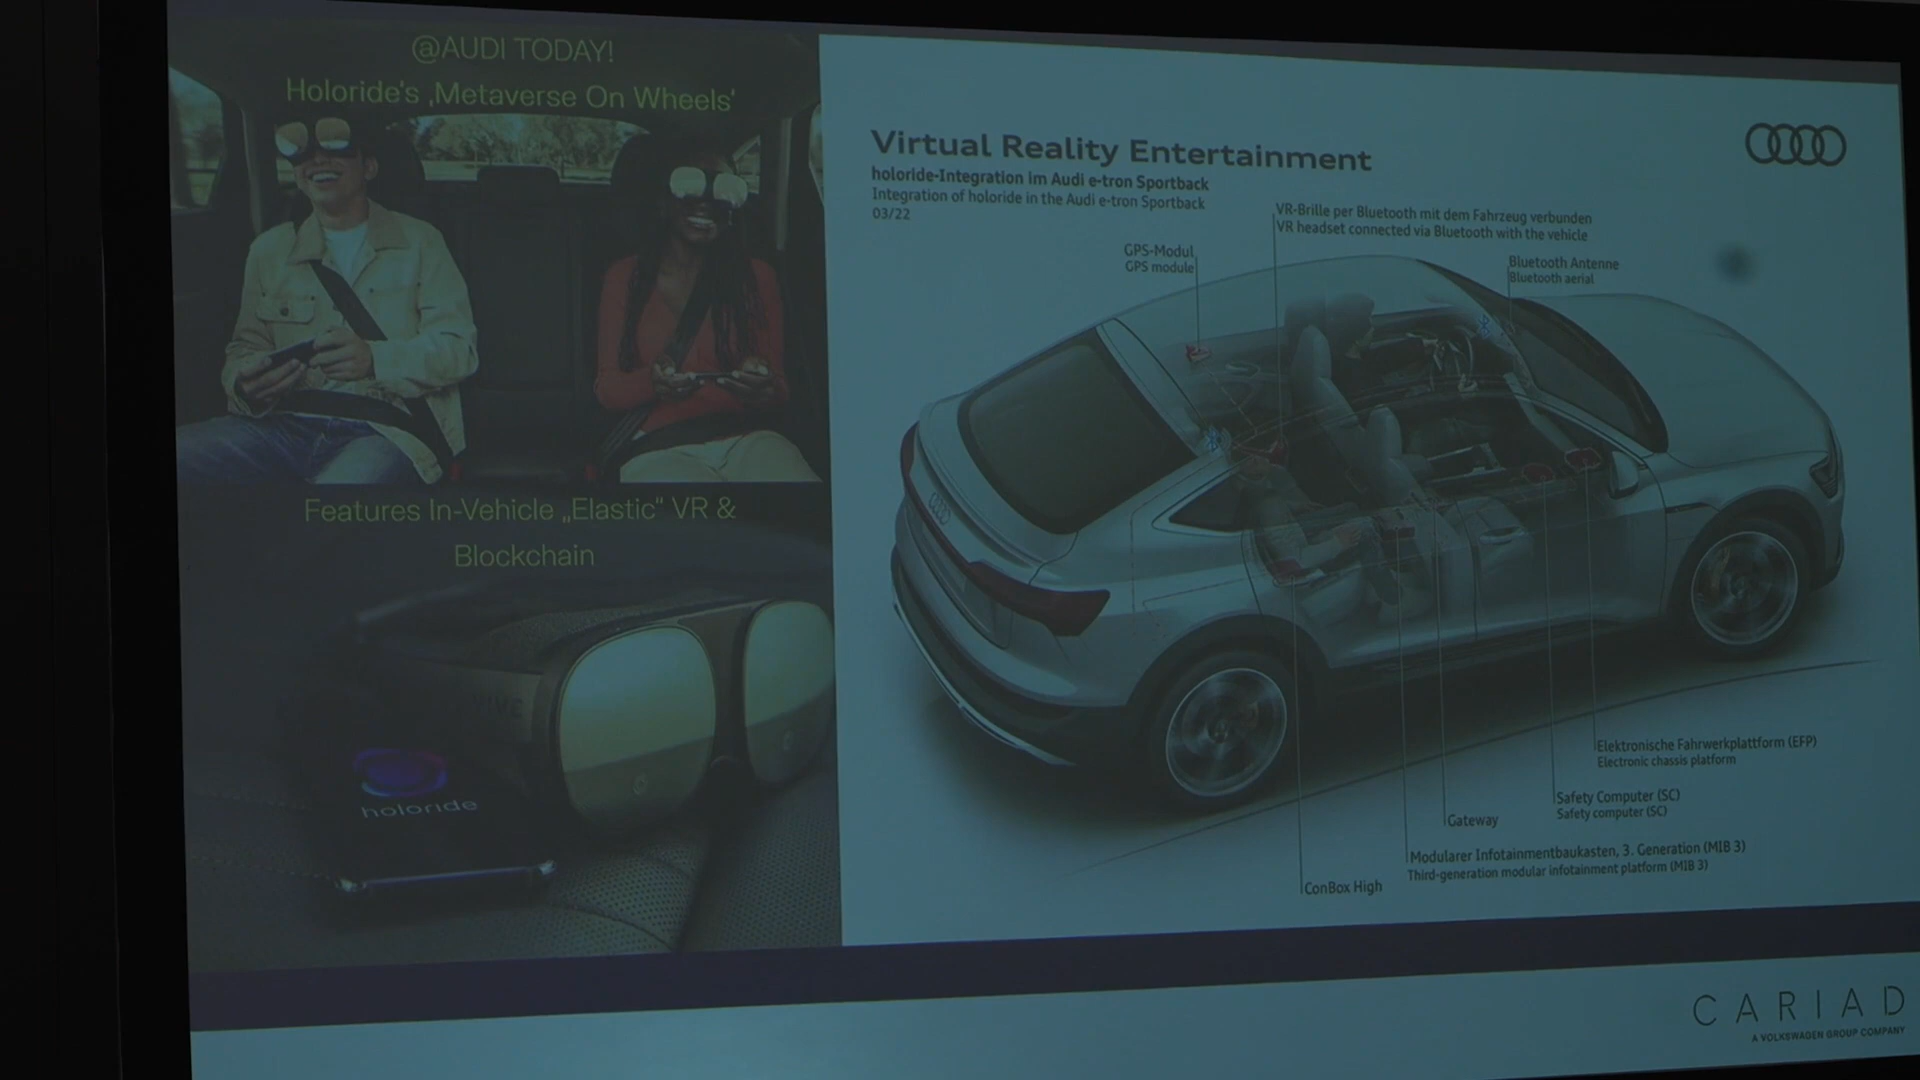 @AUDI TODAY!
Holoride's ‚Metaverse On Wheels‘
Features In-Vehicle „Elastic“ VR &
Blockchain
VIVE
holoride
Virtual Reality Entertainment
holoride-Integration im Audi e-tron Sportback
Integration of holoride in the Audi e-tron Sportback
03/22
VR-Brille per Bluetooth mit dem Fahrzeug verbunden
VR headset connected via Bluetooth with the vehicle
GPS-Modul
GPS module
Bluetooth Antenne
Bluetooth aerial
Elektronische Fahrwerkplattform (EFP)
Electronic chassis platform
Safety Computer (SC)
Safety computer (SC)
Gateway
Modularer Infotainmentbaukasten, 3. Generation (MIB 3)
Third-generation modular infotainment platform (MIB 3)
ConBox High
CARIAD
A VOLKSWAGEN GROUP COMPANY